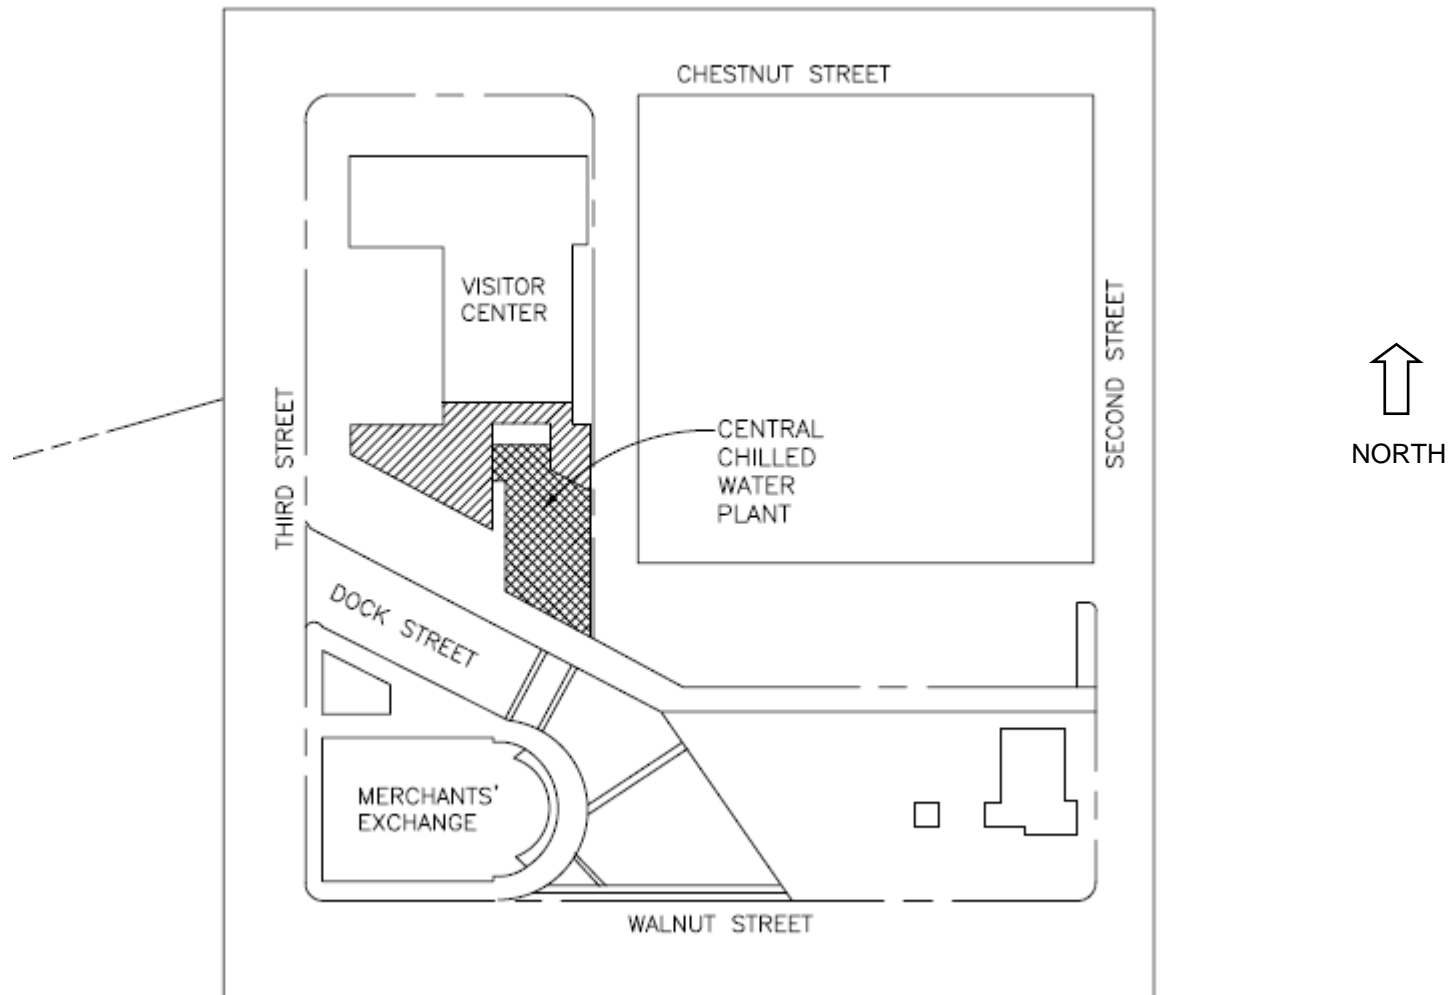 CHESTNUT STREET
VISITOR
CENTER
SECOND STREET
THIRD STREET
CENTRAL
CHILLED
WATER
PLANT
NORTH
DOCK STREET
MERCHANTS'
EXCHANGE
WALNUT STREET